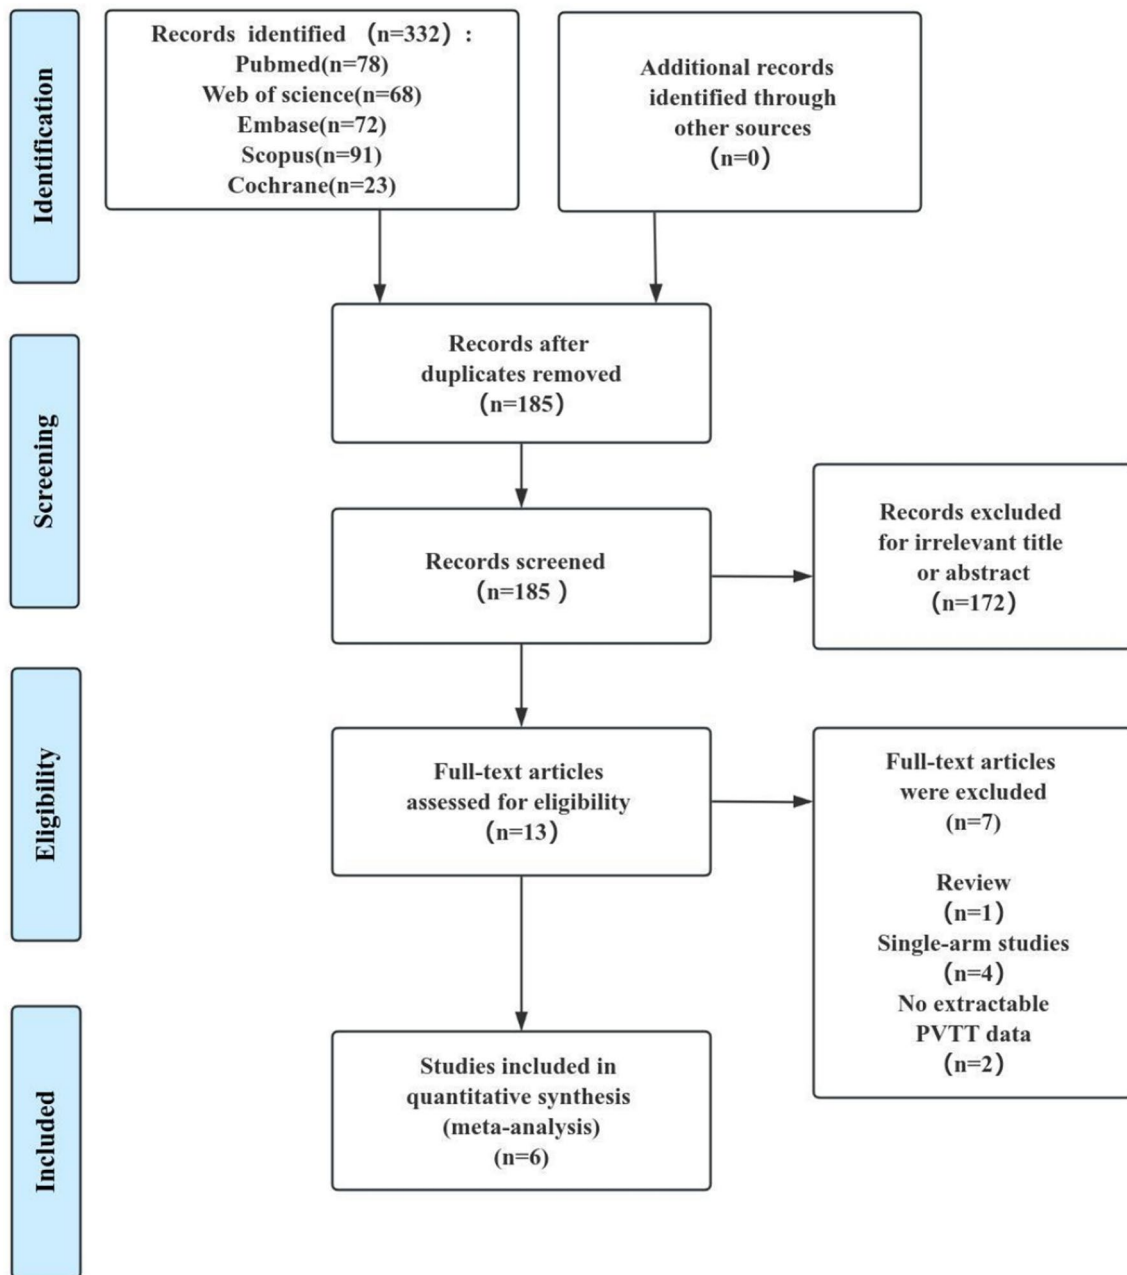 Identification
Records identified （n=332）:
Pubmed(n=78)
Web of science(n=68)
Embase(n=72)
Scopus(n=91)
Cochrane(n=23)
Additional records
identified through
other sources
（n=0）
Screening
Records after
duplicates removed
（n=185）
Records screened
（n=185 ）
Records excluded
for irrelevant title
or abstract
（n=172）
Eligibility
Full-text articles
assessed for eligibility
（n=13）
Full-text articles
were excluded
(n=7)
Review
（n=1）
Single-arm studies
（n=4）
No extractable
PVTT data
（n=2）
Included
Studies included in
quantitative synthesis
(meta-analysis)
(n=6)